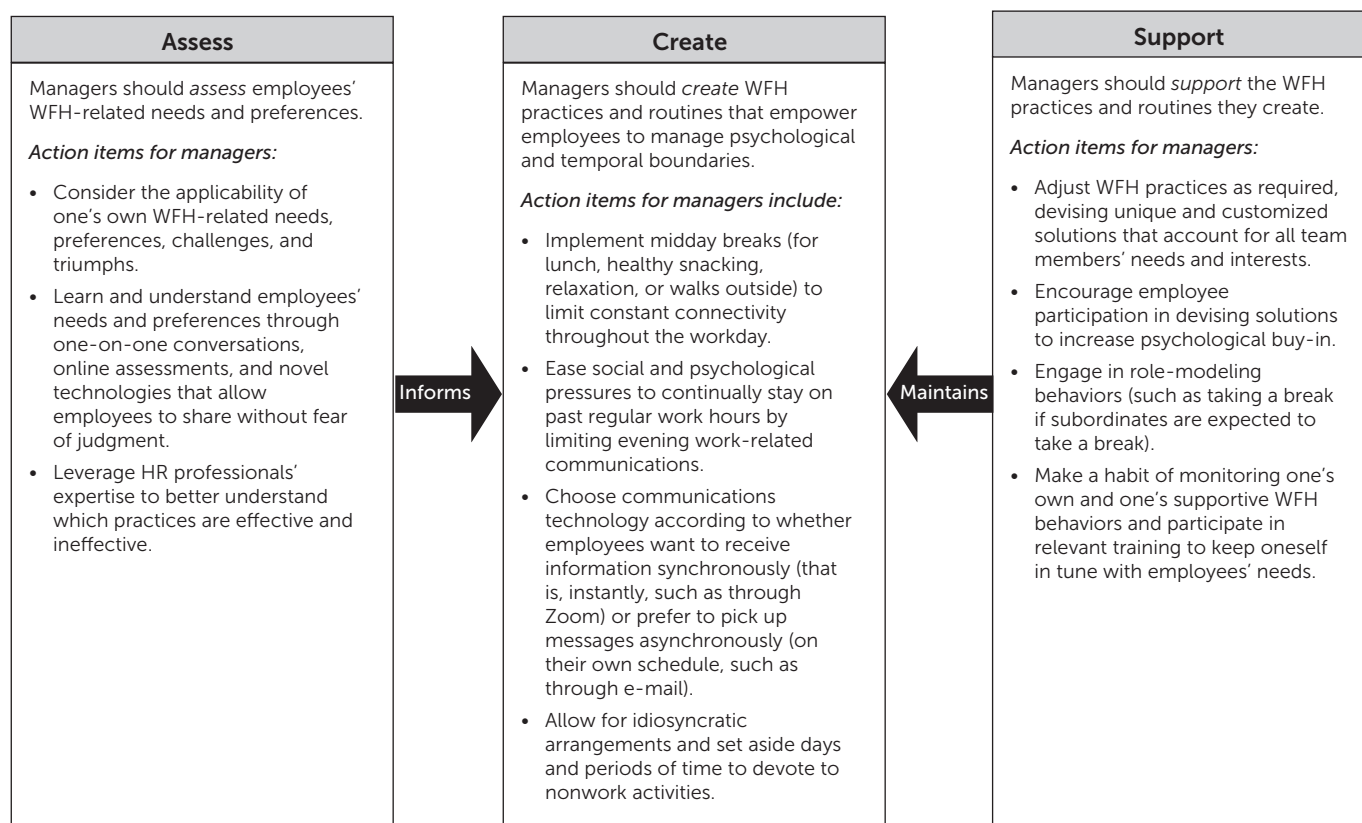 Assess
Managers should assess employees'
WFH-related needs and preferences.
Action items for managers:
• Consider the applicability of
one's own WFH-related needs,
preferences, challenges, and
triumphs.
• Learn and understand employees'
needs and preferences through
one-on-one conversations,
online assessments, and novel
technologies that allow
employees to share without fear
of judgment.
• Leverage HR professionals'
expertise to better understand
which practices are effective and
ineffective.
Informs
Create
Managers should create WFH
practices and routines that empower
employees to manage psychological
and temporal boundaries.
Action items for managers include:
• Implement midday breaks (for
lunch, healthy snacking,
relaxation, or walks outside) to
limit constant connectivity
throughout the workday.
• Ease social and psychological
pressures to continually stay on
past regular work hours by
limiting evening work-related
communications.
• Choose communications
technology according to whether
employees want to receive
information synchronously (that
is, instantly, such as through
Zoom) or prefer to pick up
messages asynchronously (on
their own schedule, such as
through e-mail).
• Allow for idiosyncratic
arrangements and set aside days
and periods of time to devote to
nonwork activities.
Maintains
Support
Managers should support the WFH
practices and routines they create.
Action items for managers:
• Adjust WFH practices as required,
devising unique and customized
solutions that account for all team
members' needs and interests.
• Encourage employee
participation in devising solutions
to increase psychological buy-in.
• Engage in role-modeling
behaviors (such as taking a break
if subordinates are expected to
take a break).
• Make a habit of monitoring one's
own and one's supportive WFH
behaviors and participate in
relevant training to keep oneself
in tune with employees' needs.